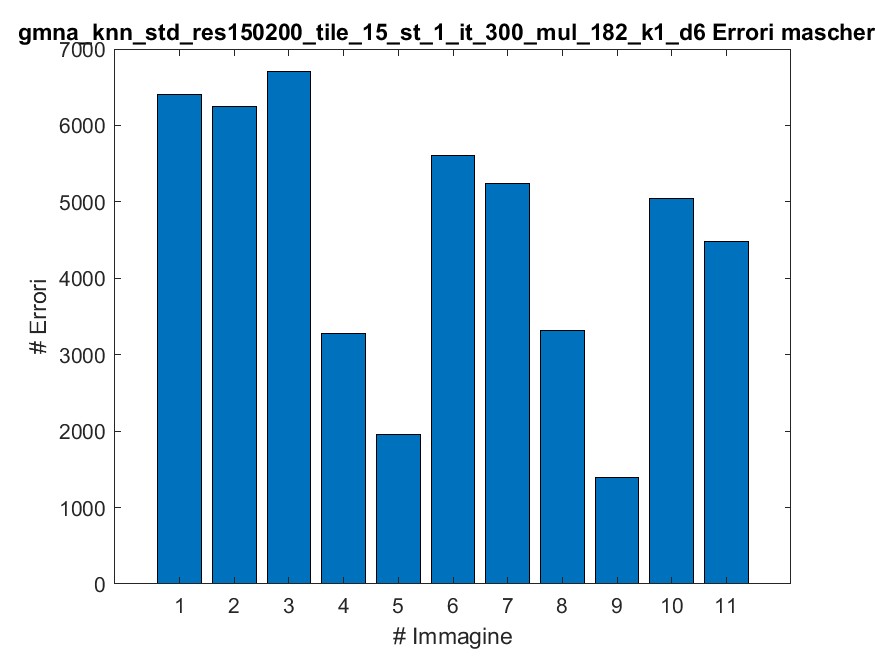 gmna_knn_std_res150200_tile_15_st_1_it_300_mul_182_k1_d6 Errori mascher
7000
6000
5000
4000
3000
2000
1000
0
# Errori
1 2 3 4 5 6 7 8 9 10 11
# Immagine